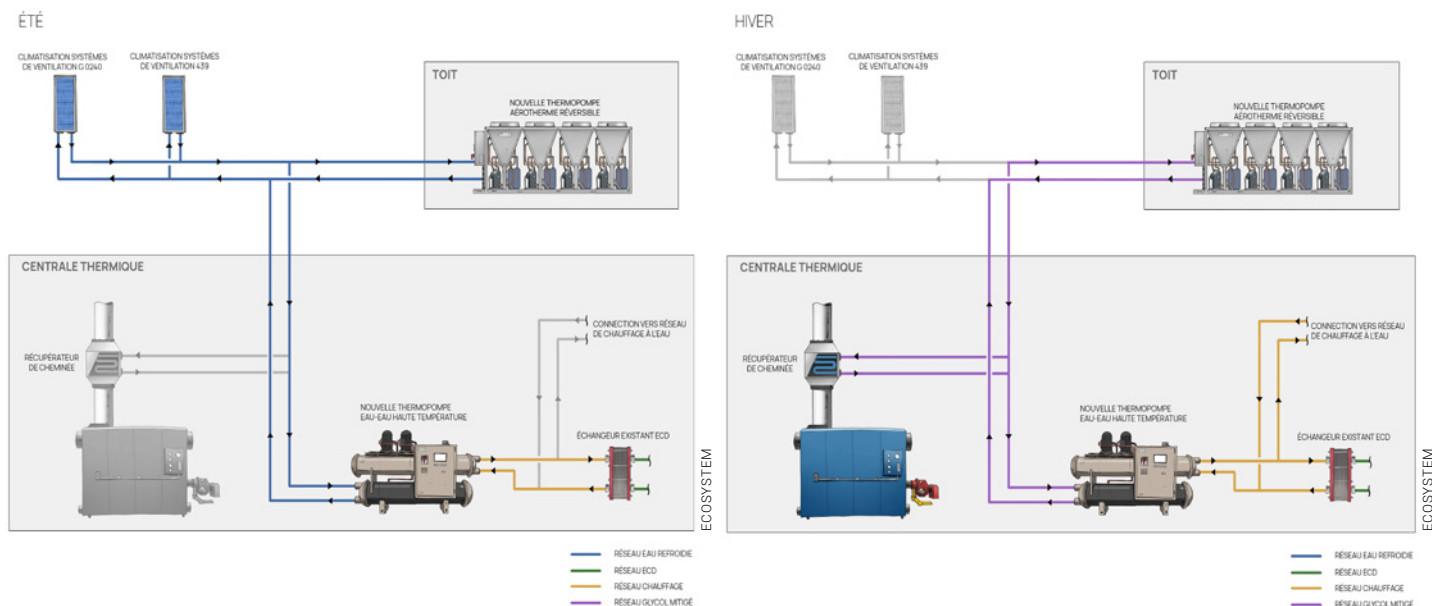 ÉTÉ
CLIMATISATION SYSTÈMES
DE VENTILATION G 0240
CLIMATISATION SYSTÈMES
DE VENTILATION 439
TOIT
NOUVELLE THERMOPOMPE
AÉROTHERMIE RÉVERSIBLE
CENTRALE THERMIQUE
RÉCUPÉRATEUR
DE CHEMINÉE
CONNECTION VERS RÉSEAU
DE CHAUFFAGE À L'EAU
NOUVELLE THERMOPOMPE
EAU-EAU HAUTE TEMPÉRATURE
ÉCHANGEUR EXISTANT ECD
ECOSYSTEM
RÉSEAU EAU REFROIDIE
RÉSEAU ECD
RÉSEAU CHAUFFAGE
RÉSEAU GLYCOL MITIGÉ
HIVER
CLIMATISATION SYSTÈMES
DE VENTILATION G 0240
CLIMATISATION SYSTÈMES
DE VENTILATION 439
TOIT
NOUVELLE THERMOPOMPE
AÉROTHERMIE RÉVERSIBLE
CENTRALE THERMIQUE
RÉCUPÉRATEUR
DE CHEMINÉE
CONNECTION VERS RÉSEAU
DE CHAUFFAGE À L'EAU
NOUVELLE THERMOPOMPE
EAU-EAU HAUTE TEMPÉRATURE
ÉCHANGEUR EXISTANT ECD
ECOSYSTEM
RÉSEAU EAU REFROIDIE
RÉSEAU ECD
RÉSEAU CHAUFFAGE
RÉSEAU GLYCOL MITIGÉ